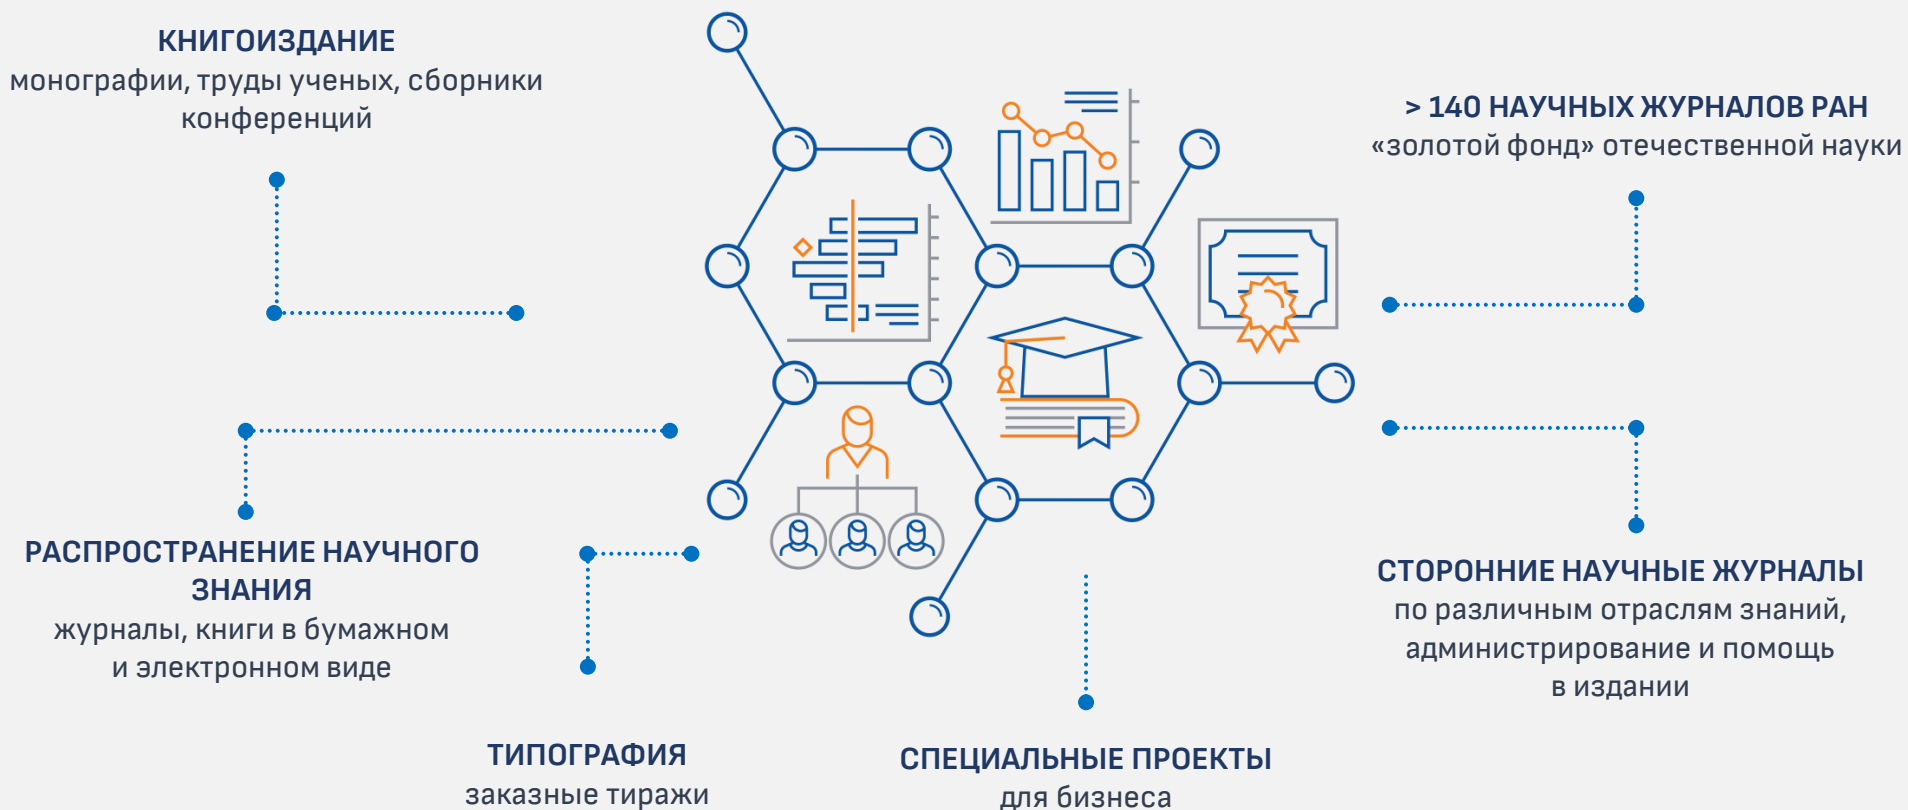 КНИГОИЗДАНИЕ
монографии, труды ученых, сборники
конференций
> 140 НАУЧНЫХ ЖУРНАЛОВ РАН
«золотой фонд» отечественной науки
РАСПРОСТРАНЕНИЕ НАУЧНОГО
ЗНАНИЯ
журналы, книги в бумажном
и электронном виде
СТОРОННИЕ НАУЧНЫЕ ЖУРНАЛЫ
по различным отраслям знаний,
администрирование и помощь
в издании
ТИПОГРАФИЯ
заказные тиражи
СПЕЦИАЛЬНЫЕ ПРОЕКТЫ
для бизнеса